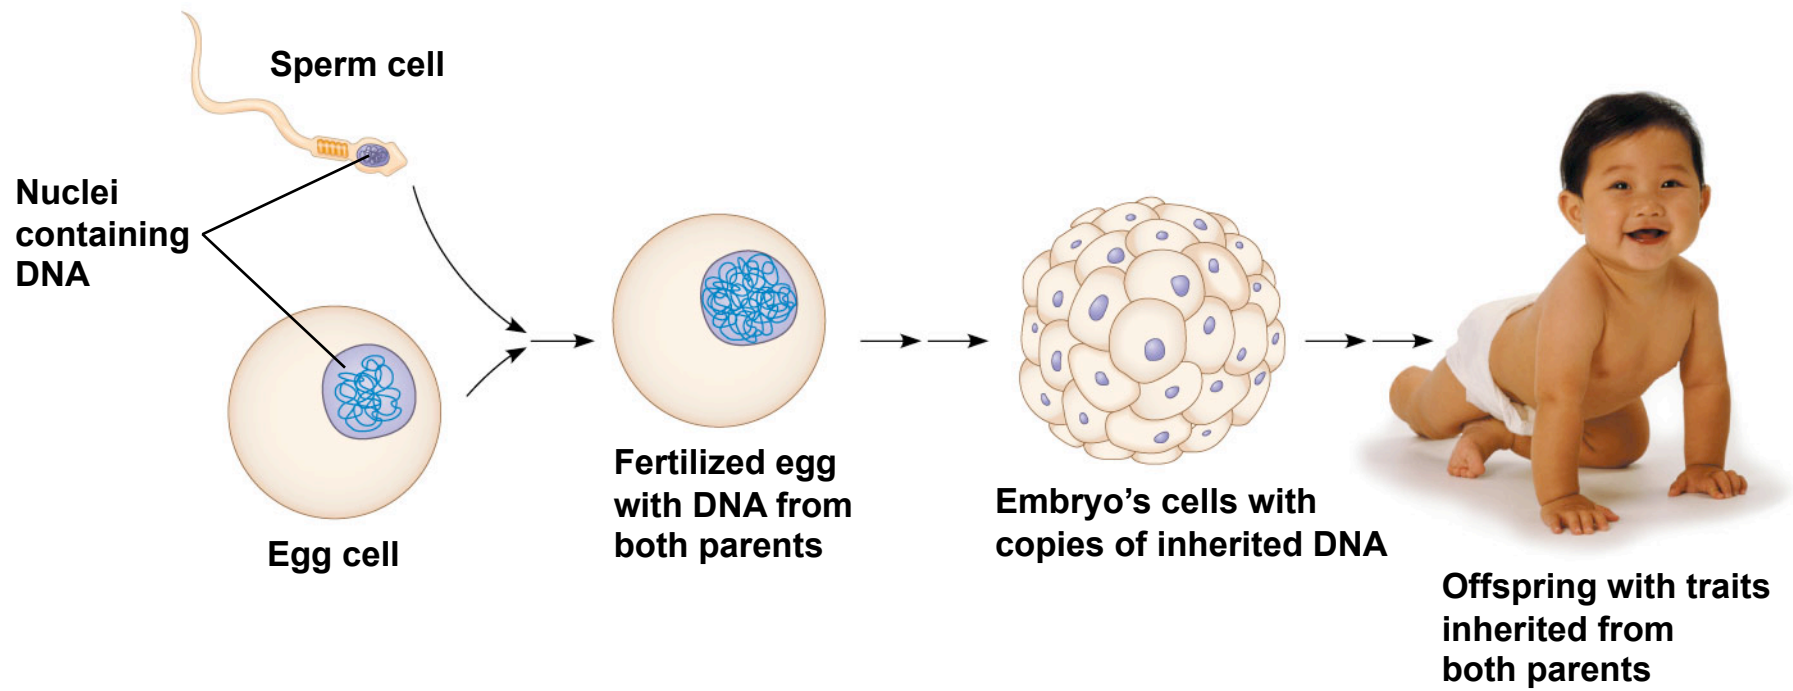 Sperm cell
Nuclei
containing
DNA
Egg cell
Fertilized egg
with DNA from
both parents
Embryo’s cells with
copies of inherited DNA
Offspring with traits
inherited from
both parents